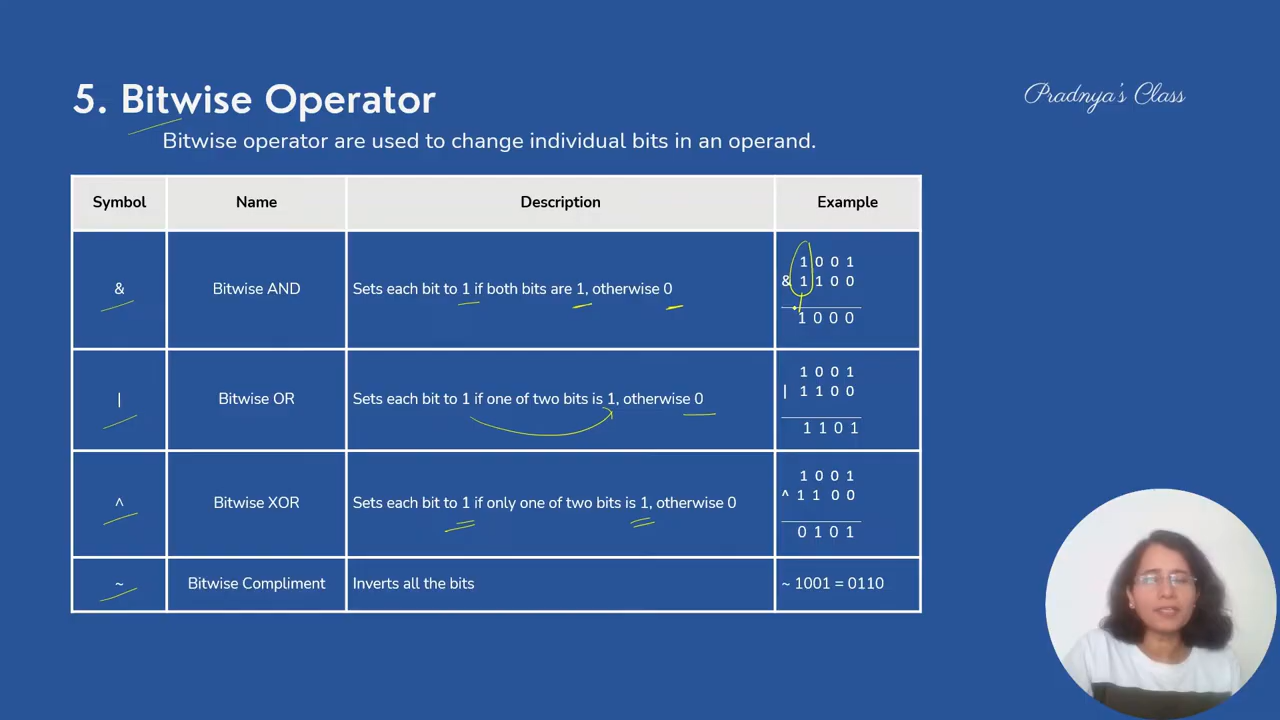 5. Bitwise Operator
Pradnya's Class
Bitwise operator are used to change individual bits in an operand.
Symbol Name Description Example
& Bitwise AND Sets each bit to 1 if both bits are 1, otherwise 0
1 0 0 1
& 1 1 0 0
1 0 0 0
| Bitwise OR Sets each bit to 1 if one of two bits is 1, otherwise 0
1 0 0 1
| 1 1 0 0
1 1 0 1
^ Bitwise XOR Sets each bit to 1 if only one of two bits is 1, otherwise 0
1 0 0 1
^ 1 1 0 0
0 1 0 1
~ Bitwise Compliment Inverts all the bits ~ 1001 = 0110